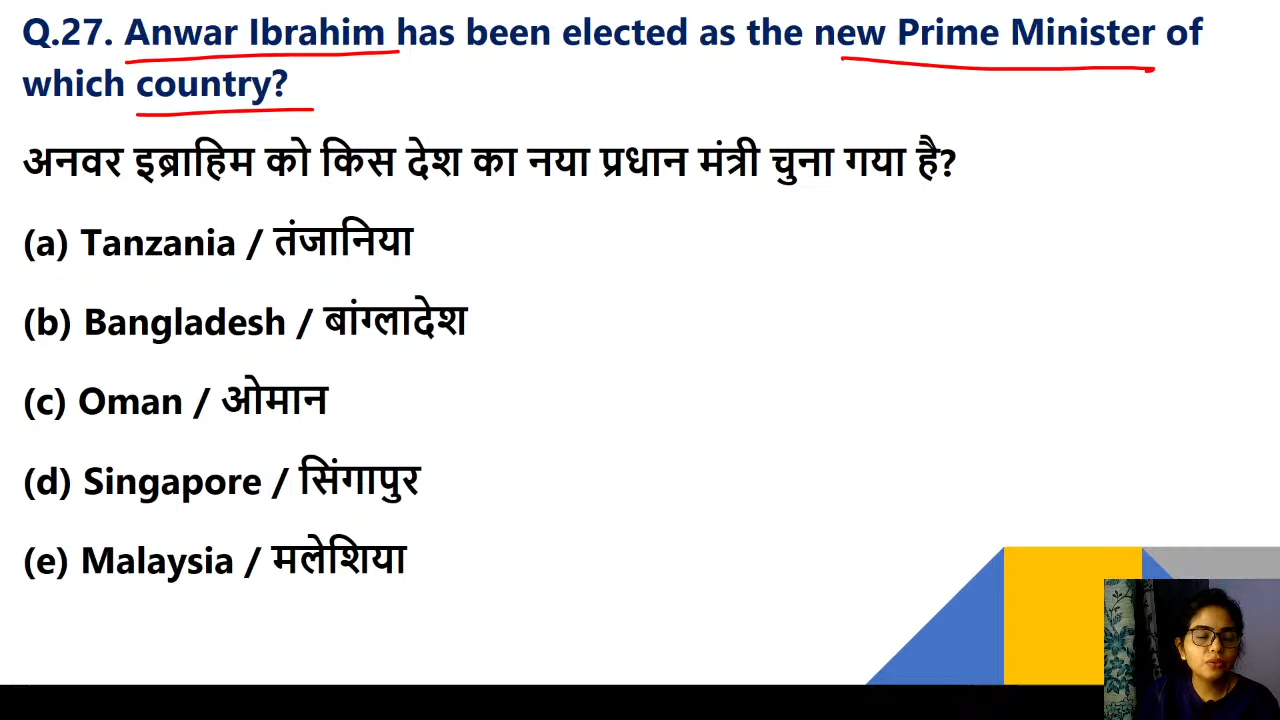 Q.27. Anwar Ibrahim has been elected as the new Prime Minister of
which country?
अनवर इब्राहिम को किस देश का नया प्रधान मंत्री चुना गया है?
(a) Tanzania / तंजानिया
(b) Bangladesh / बांग्लादेश
(c) Oman / ओमान
(d) Singapore / सिंगापुर
(e) Malaysia / मलेशिया